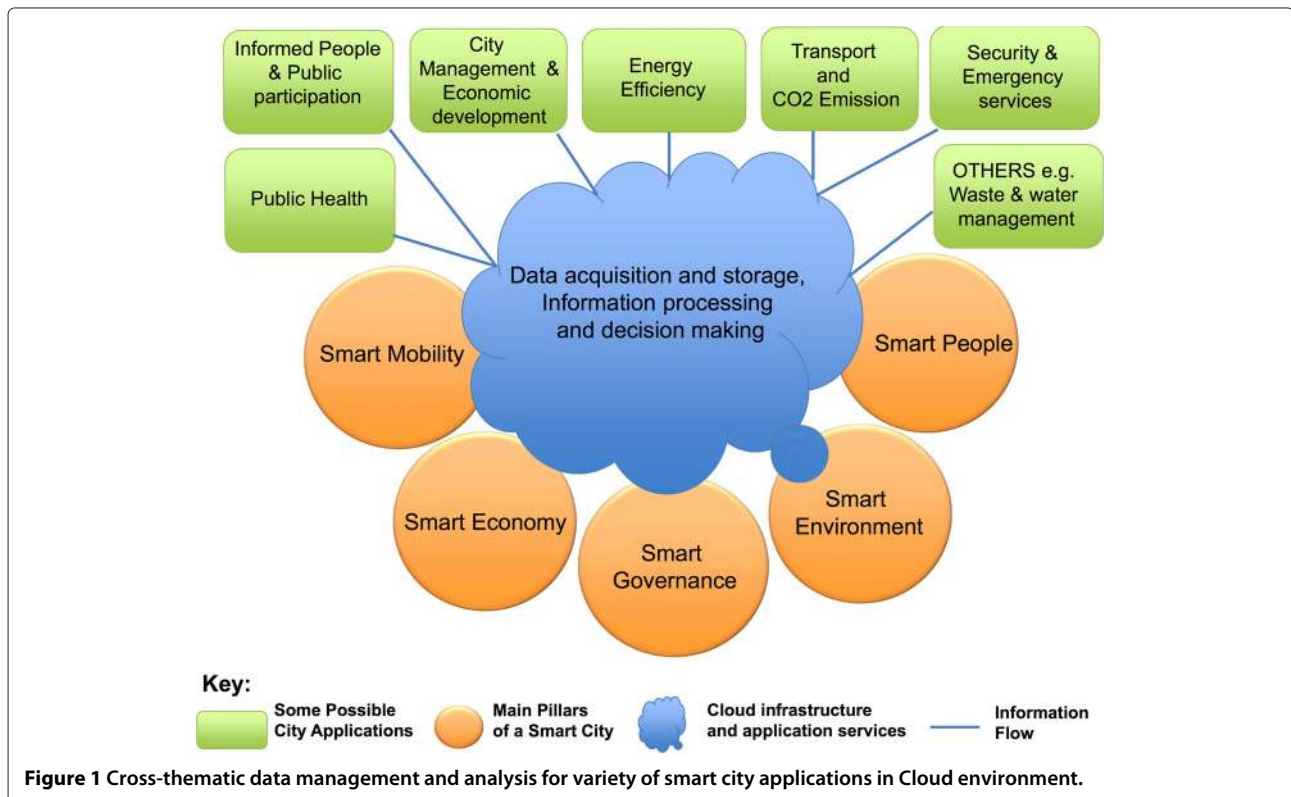 Informed People
& Public
participation
City
Management &
Economic
development
Energy
Efficiency
Transport
and
CO2 Emission
Security &
Emergency
services
Public Health
OTHERS e.g.
Waste & water
management
Data acquisition and storage,
Information processing
and decision making
Smart Mobility
Smart People
Smart Economy
Smart
Environment
Smart
Governance
Key:
Some Possible
City Applications
Main Pillars
of a Smart City
Cloud infrastructure
and application services
Information
Flow
Figure 1 Cross-thematic data management and analysis for variety of smart city applications in Cloud environment.